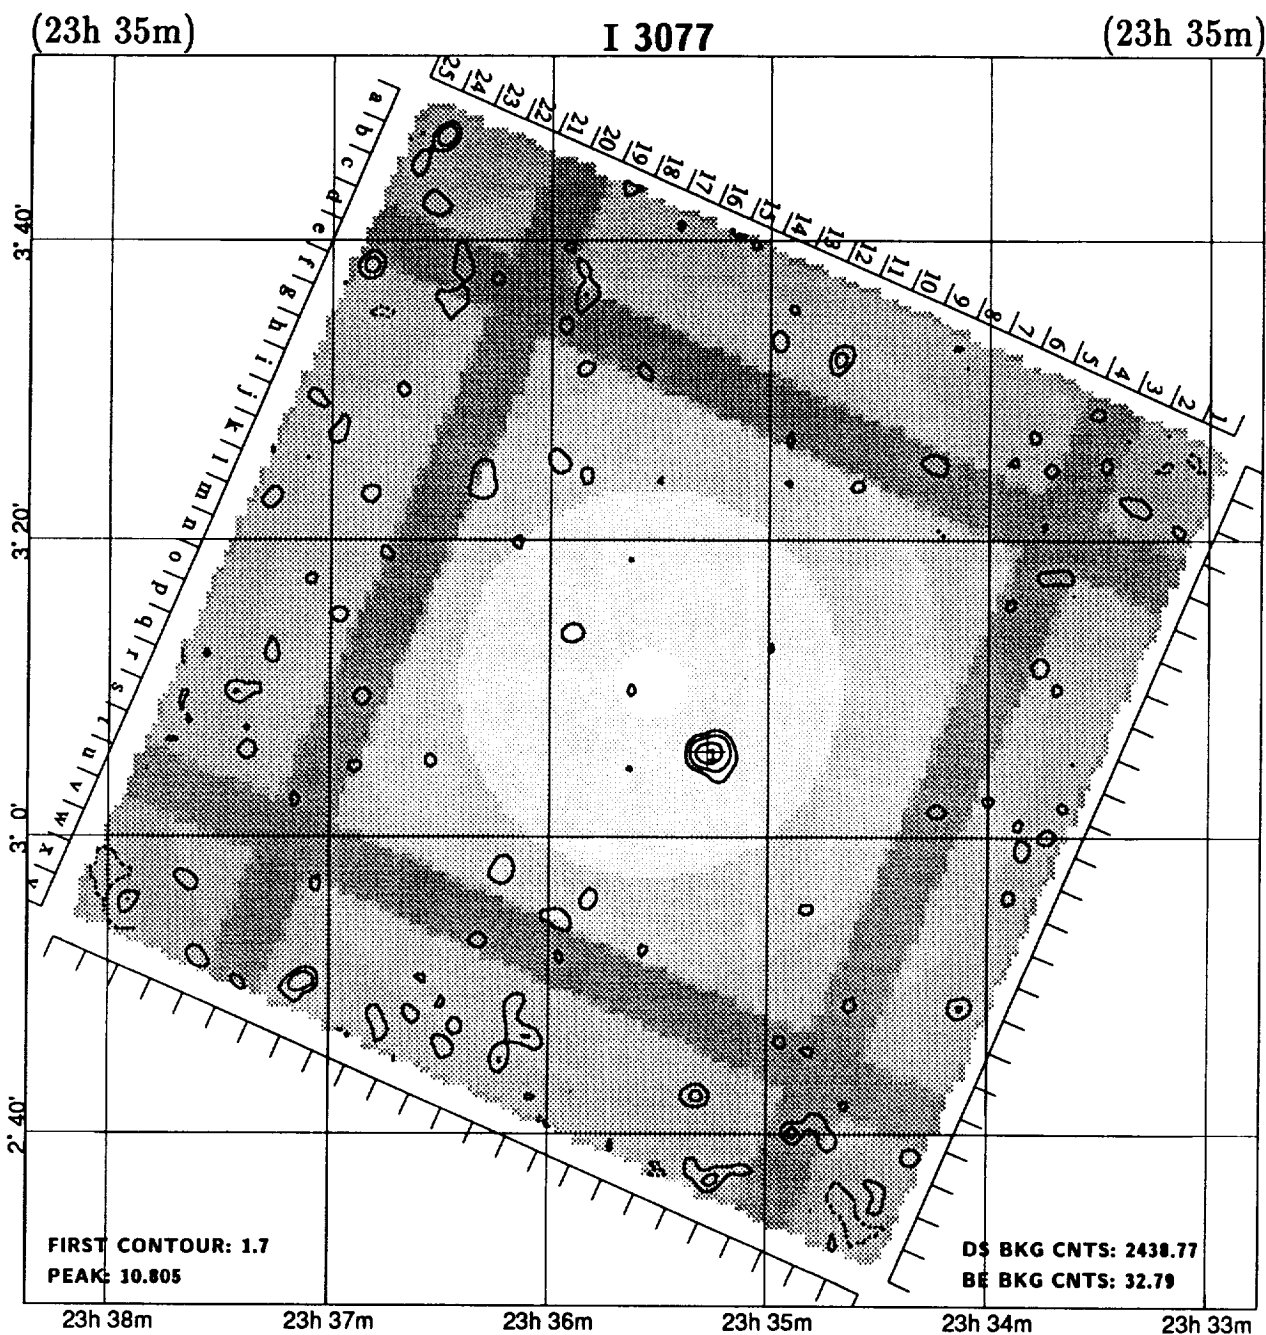 (23h 35m)
I 3077
(23h 35m)
25 24 23 22 21 20 19 18 17 16 15 14 13 12 11 10 9 8 7 6 5 4 3 2 1
a b c d e f g h i j k l m n o p q r s t u v w x y
3° 40'
3° 20'
3° 0'
2° 40'
FIRST CONTOUR: 1.7
PEAK: 10.805
DS BKG CNTS: 2438.77
BE BKG CNTS: 32.79
23h 38m
23h 37m
23h 36m
23h 35m
23h 34m
23h 33m